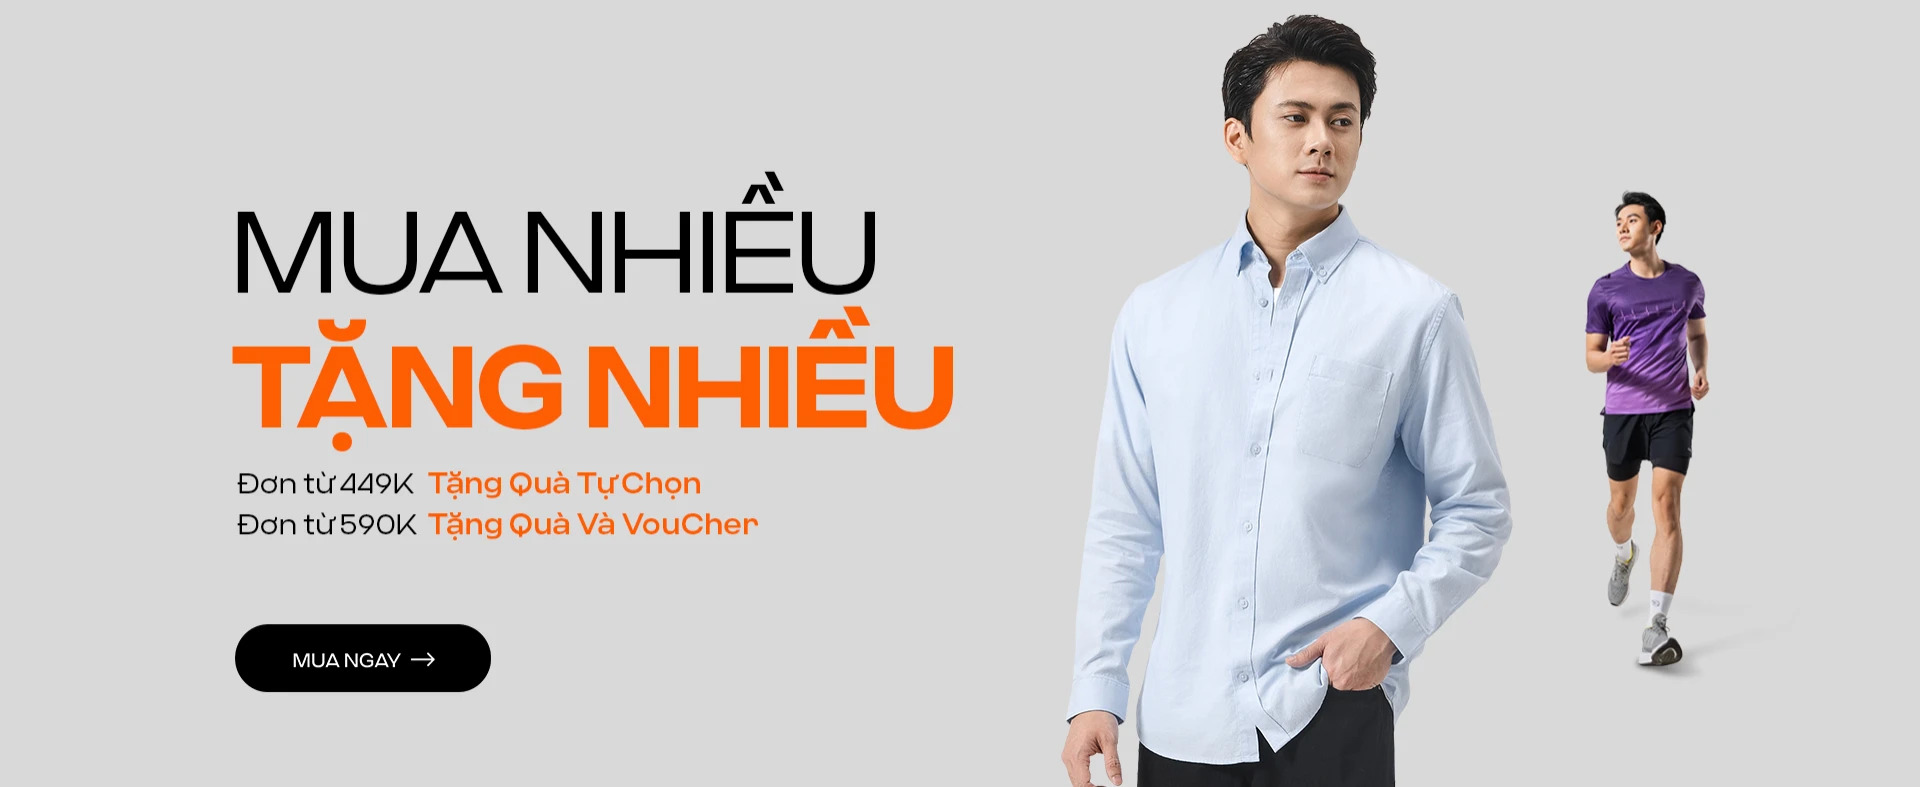 MUA NHIỀU
TẶNG NHIỀU
Đơn từ 449K Tặng Quà Tự Chọn
Đơn từ 590K Tặng Quà Và VouCher
MUA NGAY →